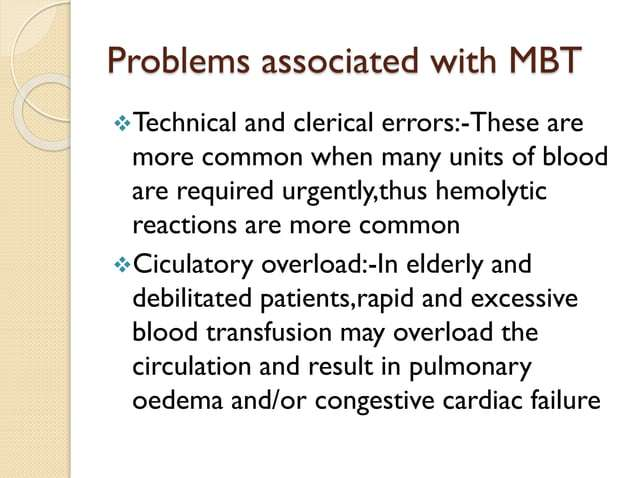 Problems associated with MBT
❖Technical and clerical errors:-These are
more common when many units of blood
are required urgently,thus hemolytic
reactions are more common
❖Ciculatory overload:-In elderly and
debilitated patients,rapid and excessive
blood transfusion may overload the
circulation and result in pulmonary
oedema and/or congestive cardiac failure